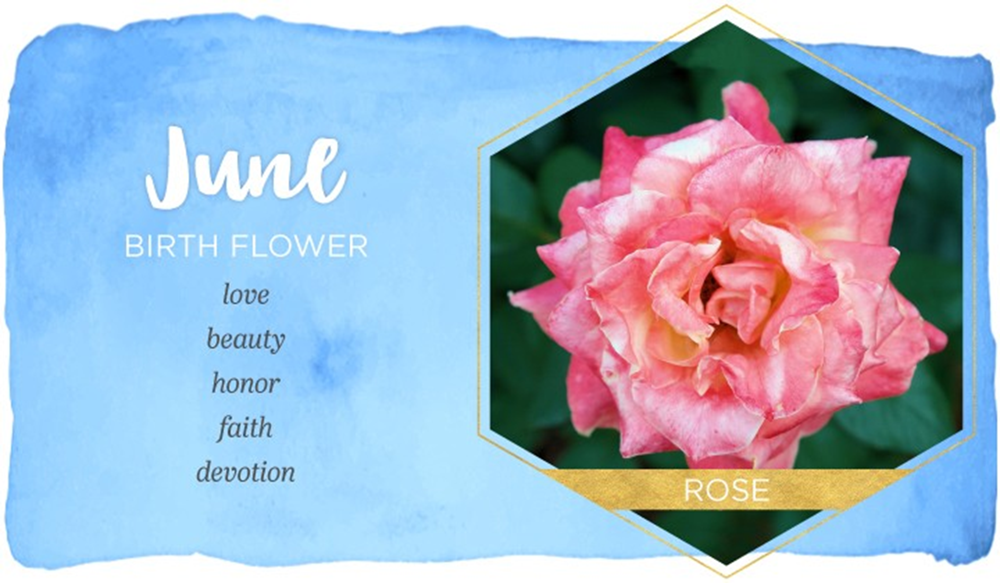 June
BIRTH FLOWER
love
beauty
honor
faith
devotion
ROSE